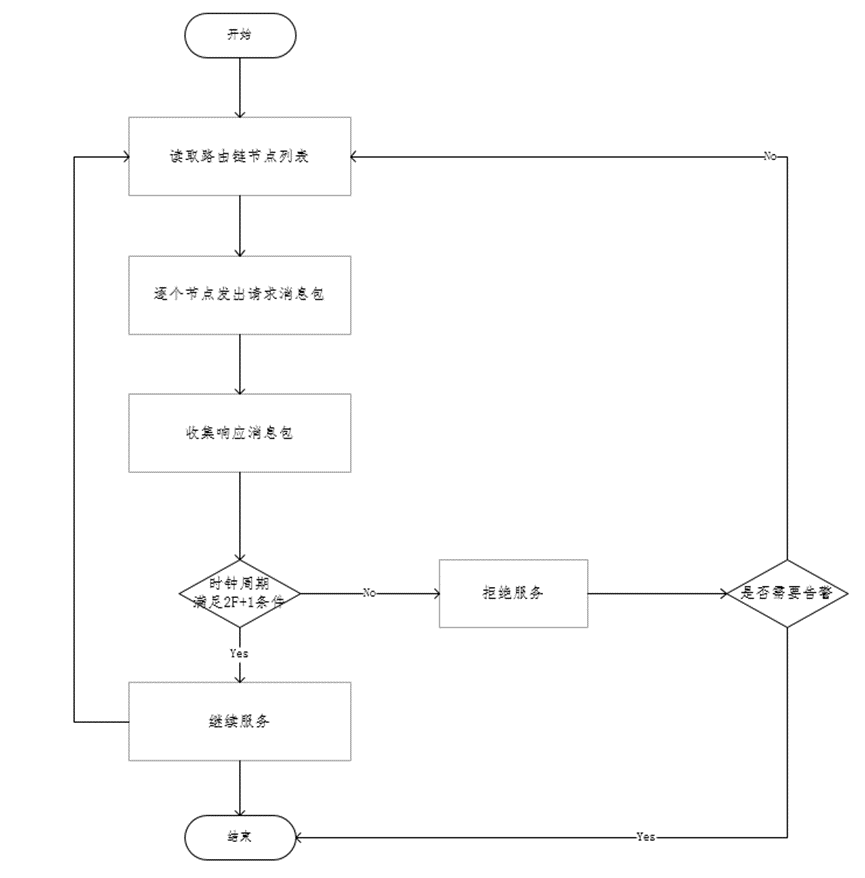 开始
读取路由链节点列表
No
逐个节点发出请求消息包
收集响应消息包
时钟周期
满足2F+1条件
No
拒绝服务
是否需要告警
Yes
继续服务
结束
Yes